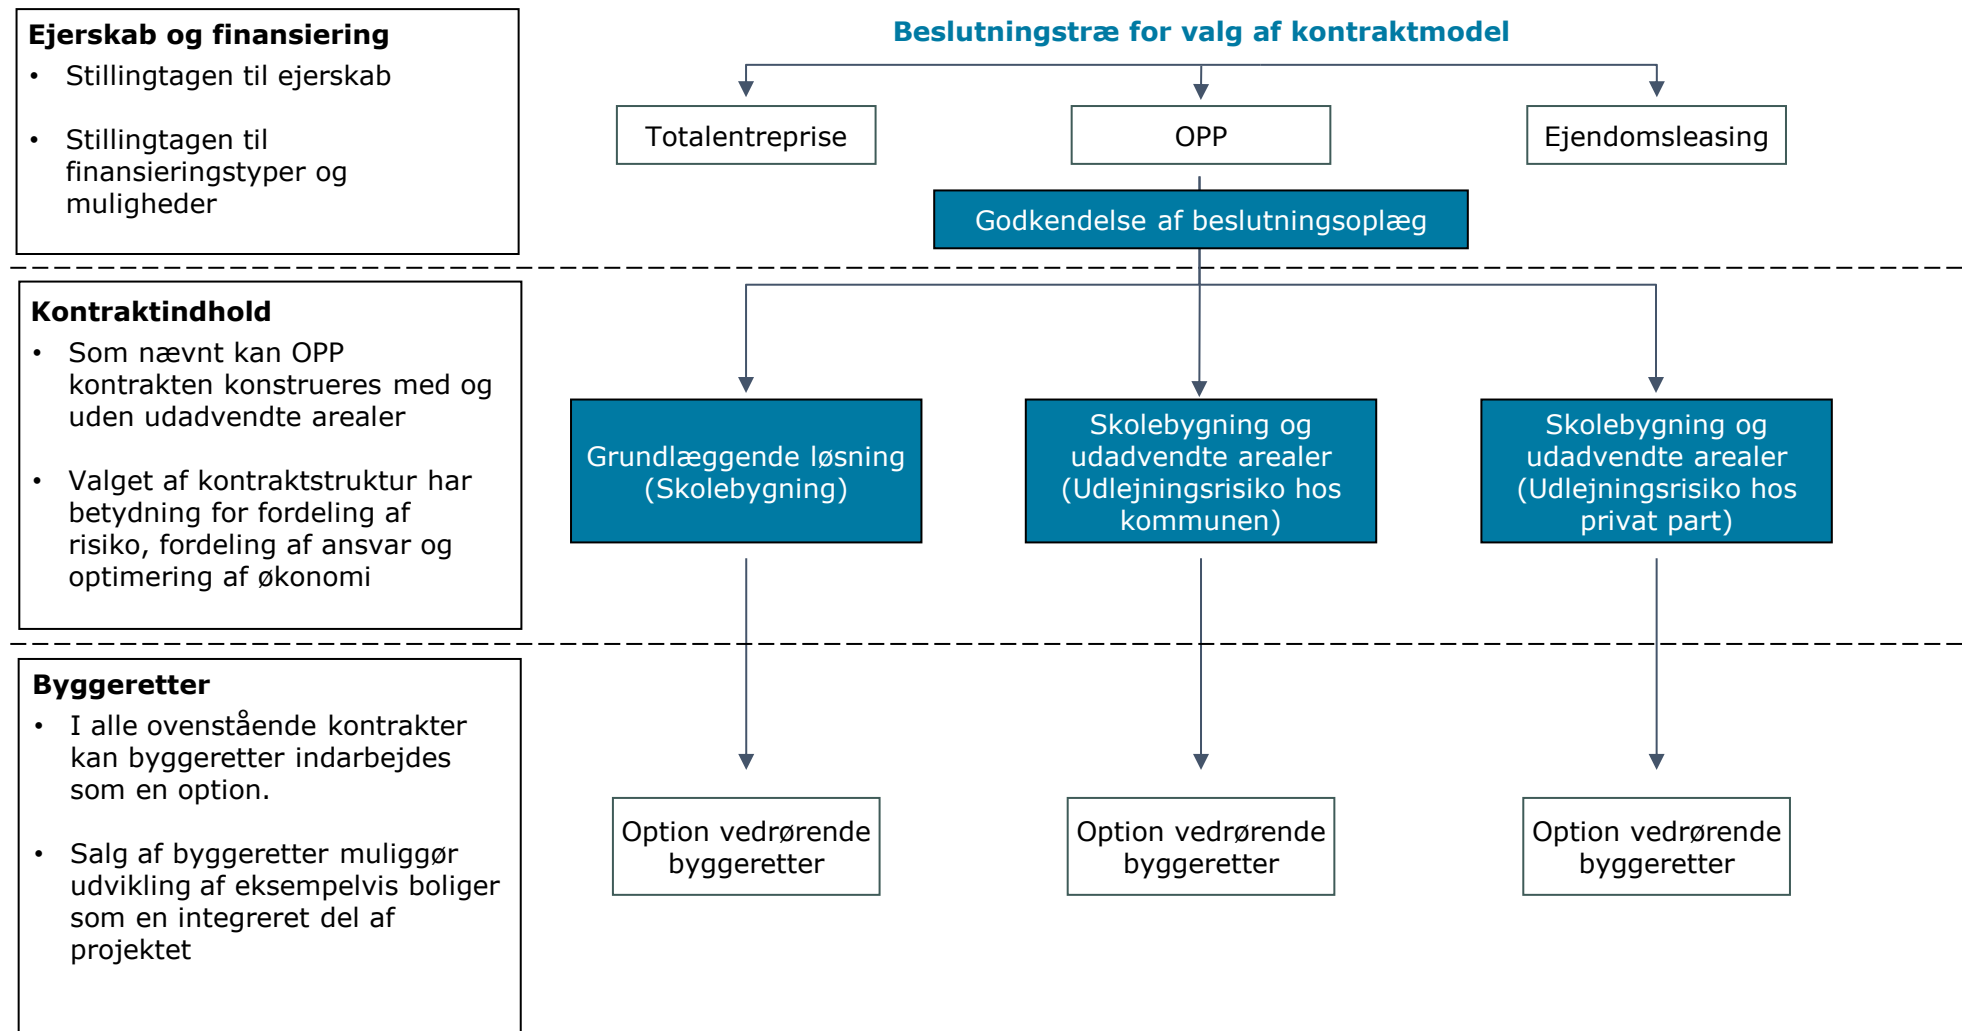 Beslutningstræ for valg af kontraktmodel
Ejerskab og finansiering
• Stillingtagen til ejerskab
• Stillingtagen til
finansieringstyper og
muligheder
Totalentreprise
OPP
Ejendomsleasing
Godkendelse af beslutningsoplæg
Kontraktindhold
• Som nævnt kan OPP
kontrakten konstrueres med og
uden udadvendte arealer
• Valget af kontraktstruktur har
betydning for fordeling af
risiko, fordeling af ansvar og
optimering af økonomi
Grundlæggende løsning
(Skolebygning)
Skolebygning og
udadvendte arealer
(Udlejningsrisiko hos
kommunen)
Skolebygning og
udadvendte arealer
(Udlejningsrisiko hos
privat part)
Byggeretter
• I alle ovenstående kontrakter
kan byggeretter indarbejdes
som en option.
• Salg af byggeretter muliggør
udvikling af eksempelvis boliger
som en integreret del af
projektet
Option vedrørende
byggeretter
Option vedrørende
byggeretter
Option vedrørende
byggeretter